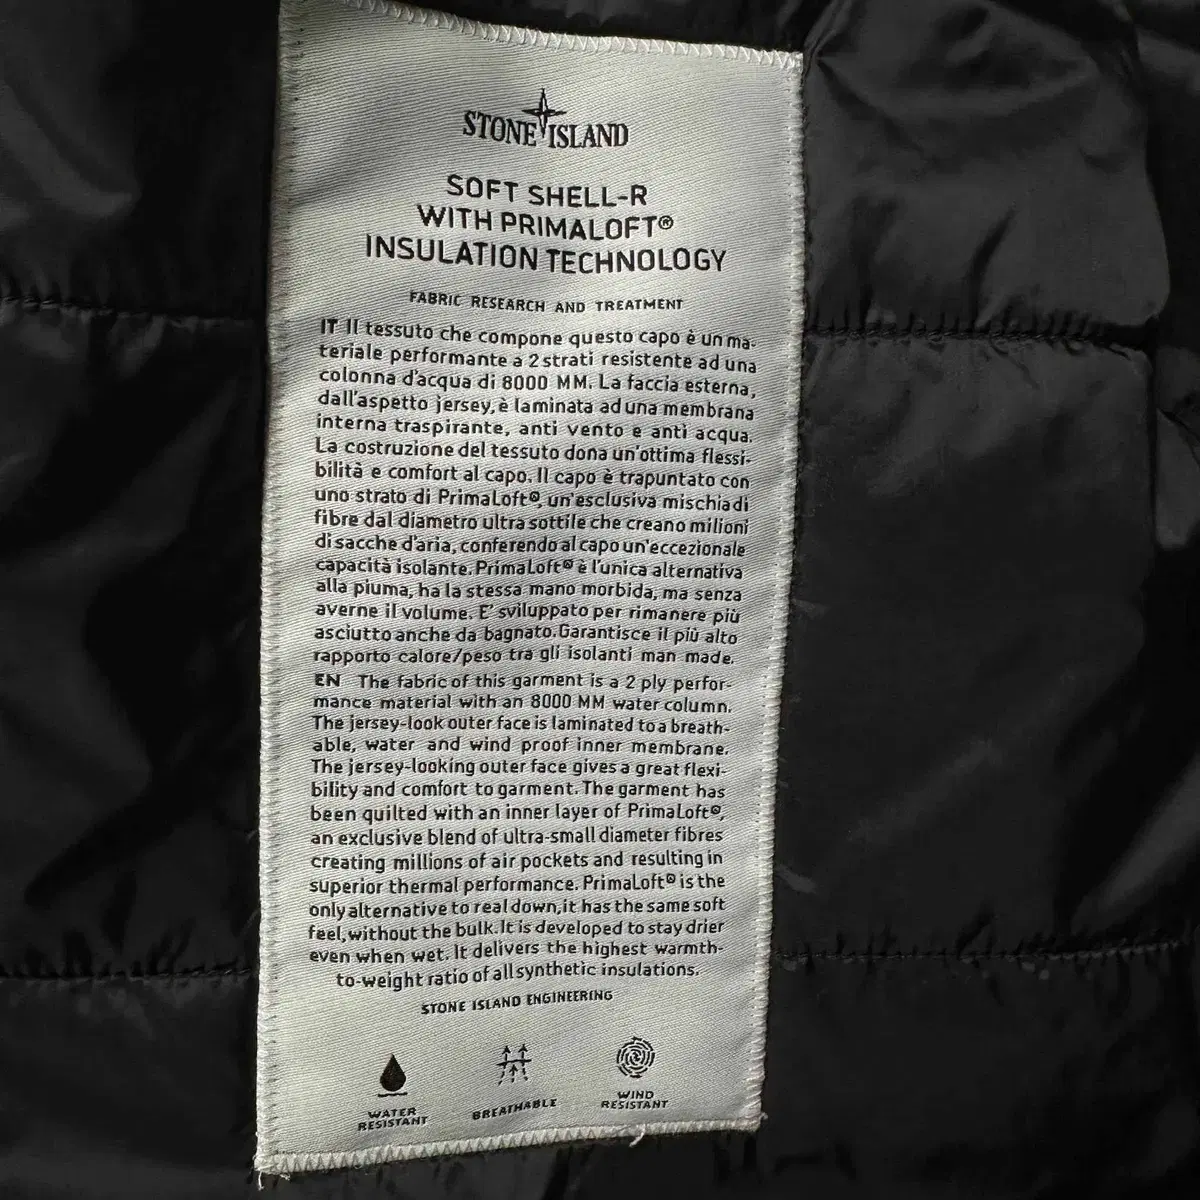 STONE ISLAND
SOFT SHELL-R
WITH PRIMALOFT®
INSULATION TECHNOLOGY
FABRIC RESEARCH AND TREATMENT
IT Il tessuto che compone questo capo è un ma-
teriale performante a 2 strati resistente ad una
colonna d'acqua di 8000 MM. La faccia esterna,
dall'aspetto jersey, è laminata ad una membrana
interna traspirante, anti vento e anti acqua.
La costruzione del tessuto dona un'ottima flessi-
bilità e comfort al capo. Il capo è trapuntato con
uno strato di PrimaLoft®, un'esclusiva mischia di
fibre dal diametro ultra sottile che creano milioni
di sacche d'aria, conferendo al capo un'eccezionale
capacità isolante. PrimaLoft® è l'unica alternativa
alla piuma, ha la stessa mano morbida, ma senza
averne il volume. E' sviluppato per rimanere più
asciutto anche da bagnato. Garantisce il più alto
rapporto calore/peso tra gli isolanti man made.
EN The fabric of this garment is a 2 ply perfor-
mance material with an 8000 MM water column.
The jersey-look outer face is laminated to a breath-
able, water and wind proof inner membrane.
The jersey-looking outer face gives a great flexi-
bility and comfort to garment. The garment has
been quilted with an inner layer of PrimaLoft®,
an exclusive blend of ultra-small diameter fibres
creating millions of air pockets and resulting in
superior thermal performance. PrimaLoft® is the
only alternative to real down, it has the same soft
feel, without the bulk. It is developed to stay drier
even when wet. It delivers the highest warmth-
to-weight ratio of all synthetic insulations.
STONE ISLAND ENGINEERING
WATER
RESISTANT
BREATHABLE
WIND
RESISTANT